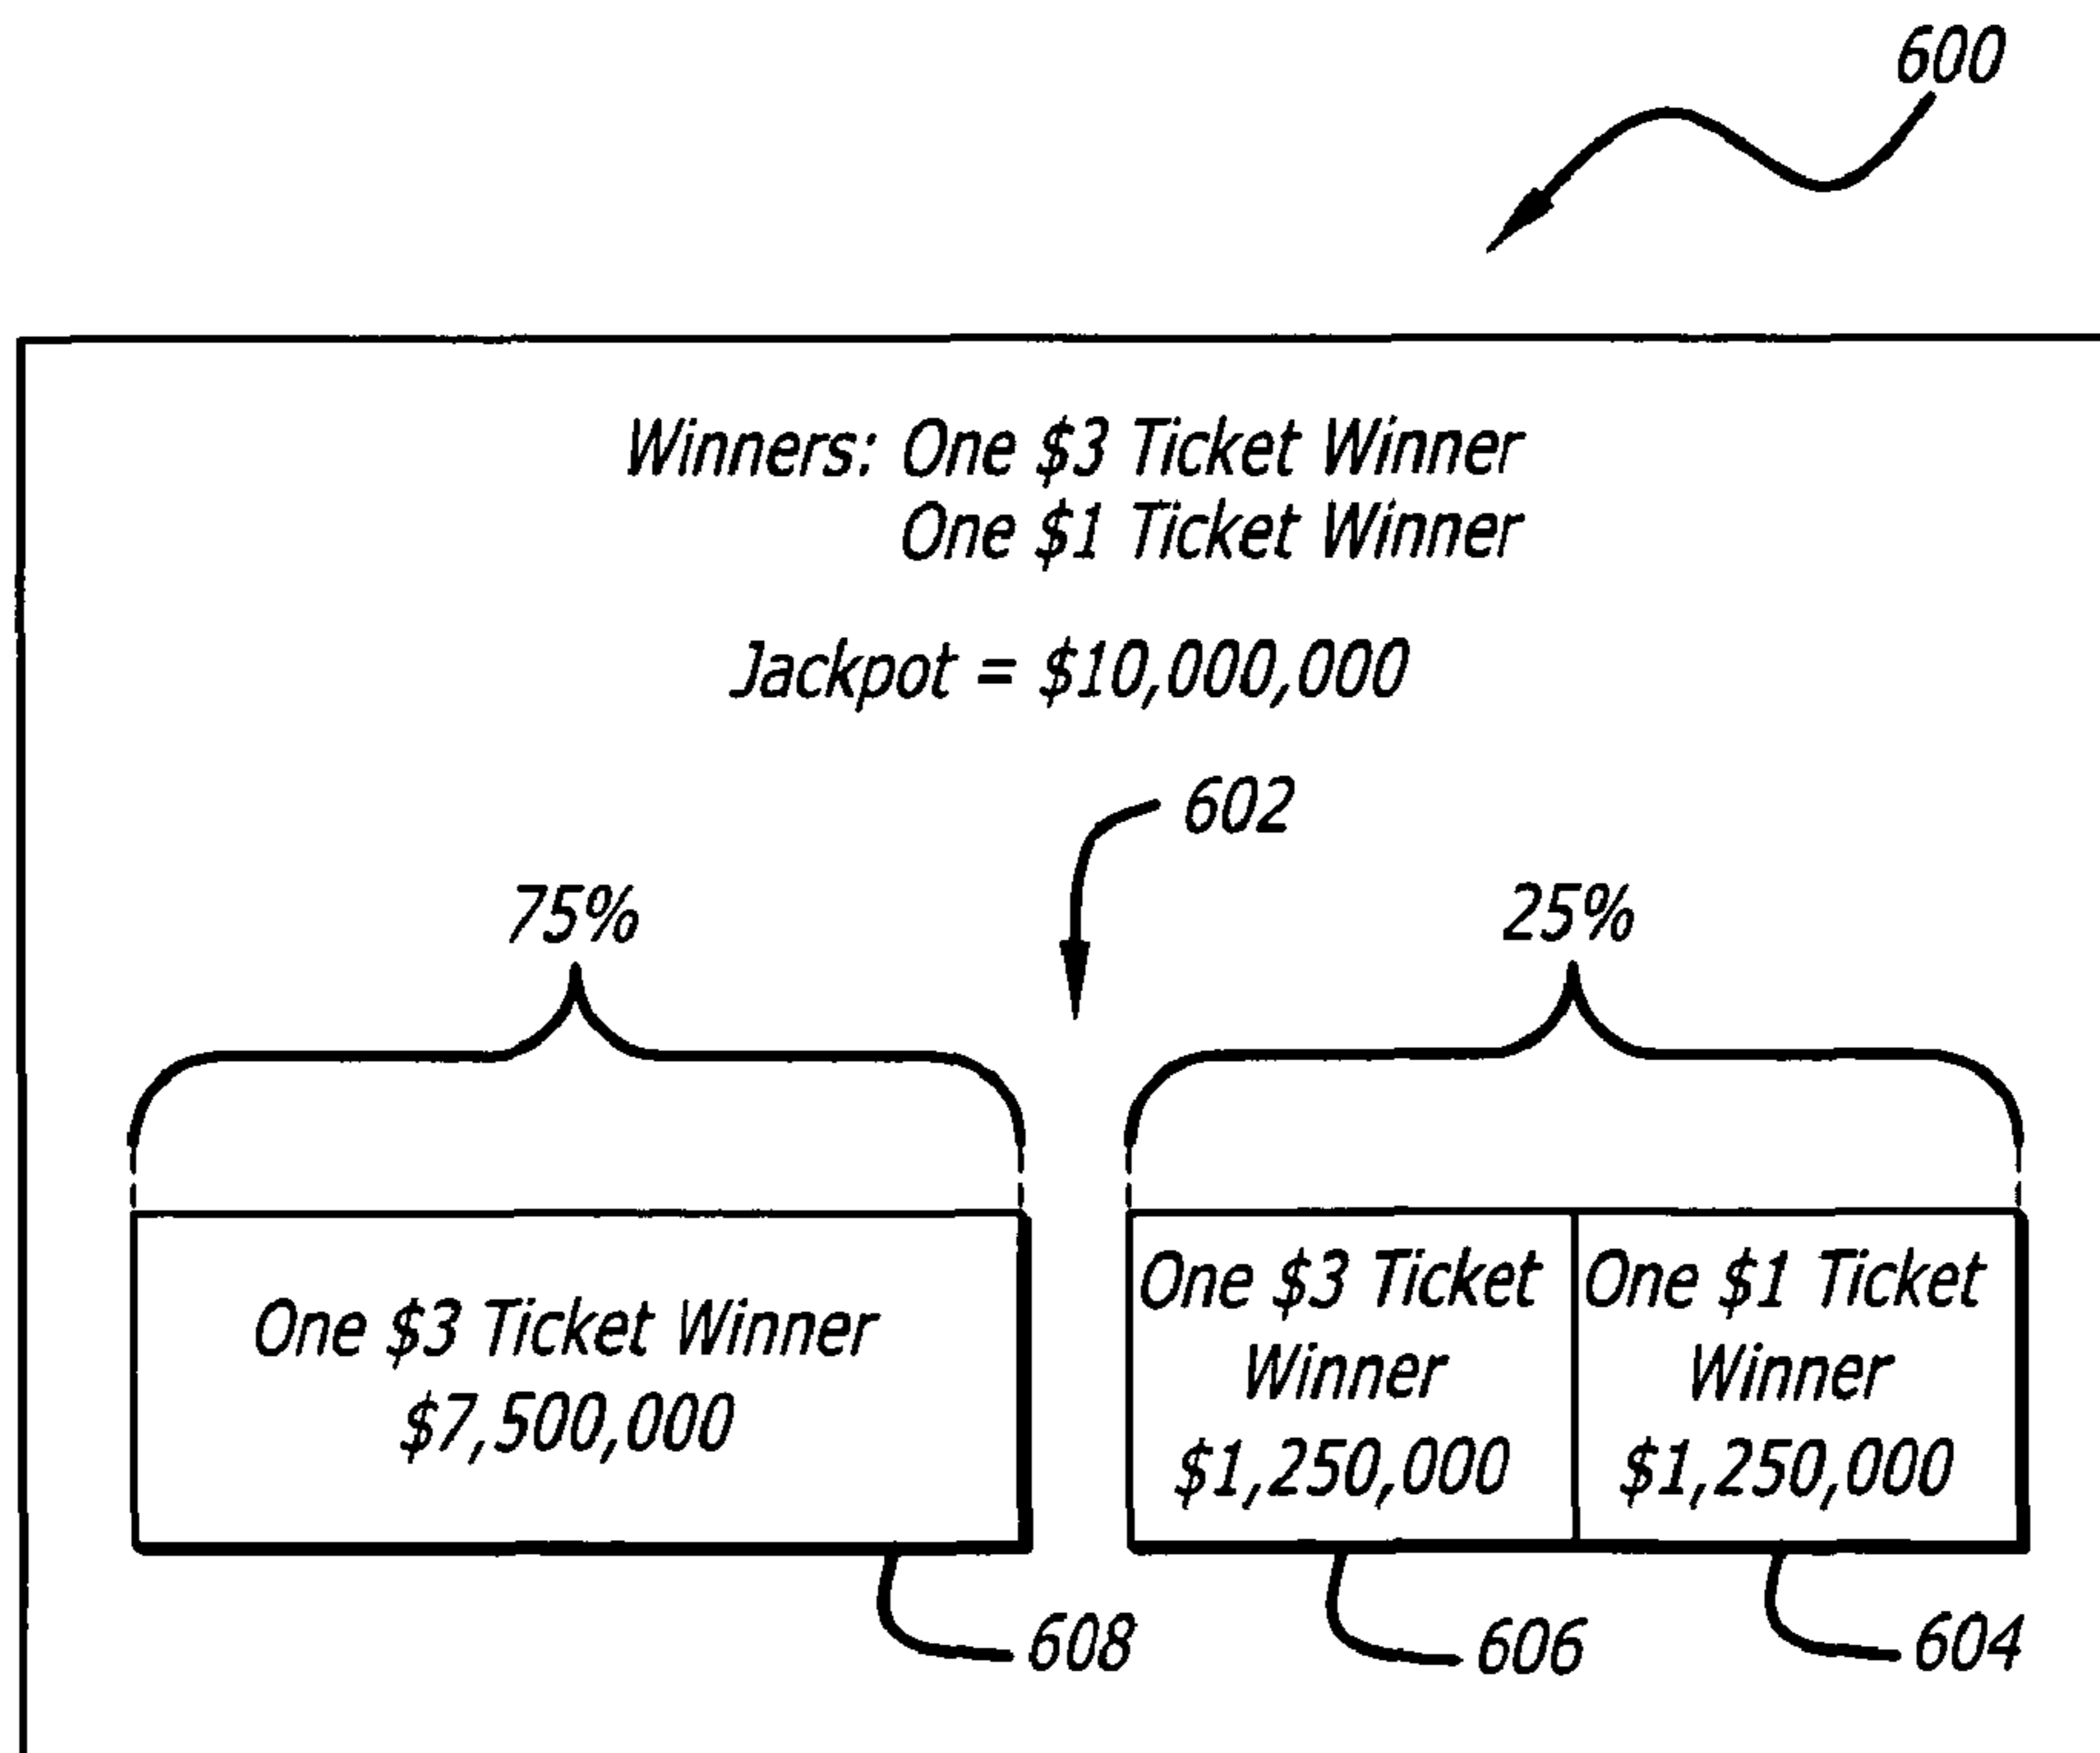 600
Winners: One $3 Ticket Winner
One $1 Ticket Winner
Jackpot = $10,000,000
602
75%
25%
One $3 Ticket Winner
$7,500,000
One $3 Ticket
Winner
$1,250,000
One $1 Ticket
Winner
$1,250,000
608
606
604